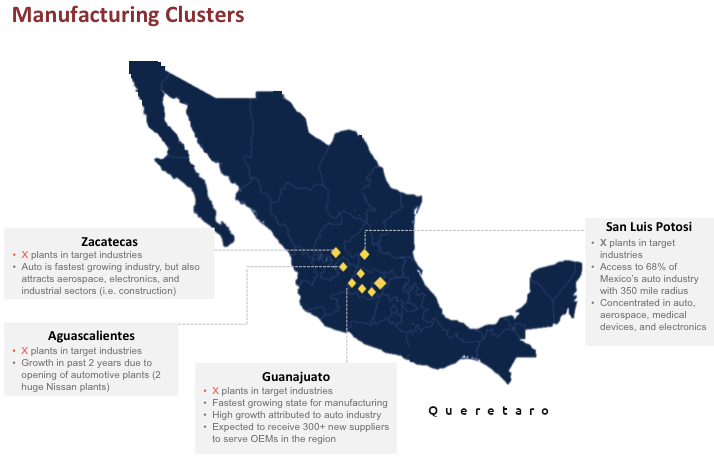 Manufacturing Clusters
Zacatecas
• X plants in target industries
• Auto is fastest growing industry, but also
attracts aerospace, electronics, and
industrial sectors (i.e. construction)
Aguascalientes
• X plants in target industries
• Growth in past 2 years due to
opening of automotive plants (2
huge Nissan plants)
Guanajuato
• X plants in target industries
• Fastest growing state for manufacturing
• High growth attributed to auto industry
• Expected to receive 300+ new suppliers
to serve OEMs in the region
San Luis Potosi
• X plants in target
industries
• Access to 68% of
Mexico's auto industry
with 350 mile radius
• Concentrated in auto,
aerospace, medical
devices, and electronics
Queretaro